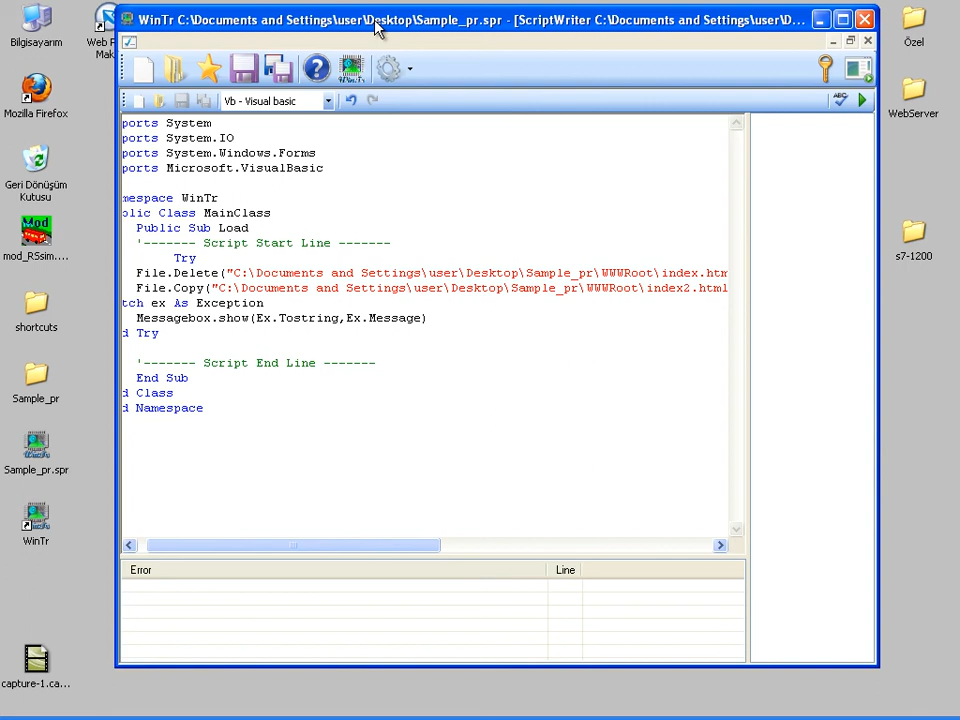 WinTr C:\Documents and Settings\user\Desktop\Sample_pr.spr - [ScriptWriter C:\Documents and Settings\user\D...
Bilgisayarım
Web R
Mak
Mozilla Firefox
Geri Dönüşüm
Kutusu
Mod
mod_RSsim....
shortcuts
Sample_pr
WinTr
Sample_pr.spr
WinTr
capture-1.ca...
Özel
WebServer
s7-1200
WinTr
Vb - Visual basic
ABC
ports System
ports System.IO
ports System.Windows.Forms
ports Microsoft.VisualBasic
mespace WinTr
blic Class MainClass
Public Sub Load
'------- Script Start Line -------
Try
File.Delete("C:\Documents and Settings\user\Desktop\Sample_pr\WWWRoot\index.htm
File.Copy("C:\Documents and Settings\user\Desktop\Sample_pr\WWWRoot\index2.html
tch ex As Exception
Messagebox.show(Ex.Tostring,Ex.Message)
d Try
'------- Script End Line -------
End Sub
d Class
d Namespace
Error
Line